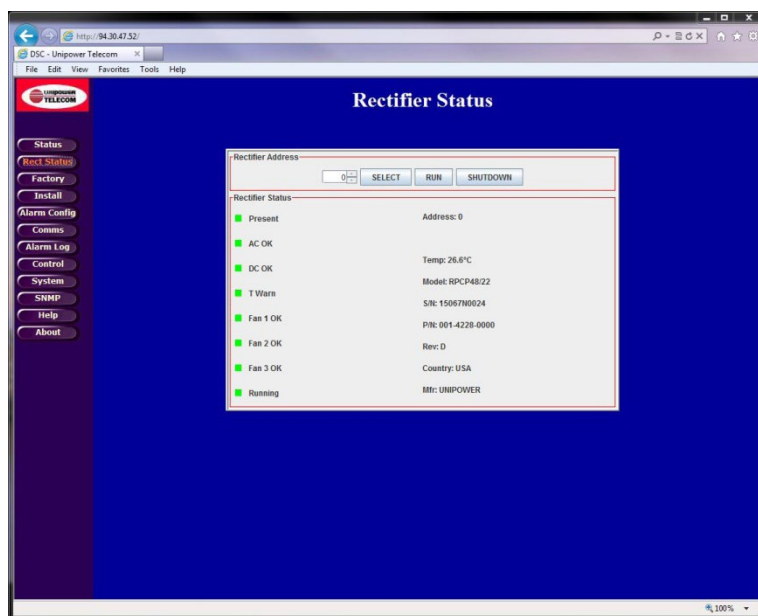 http://94.30.47.52/
DSC - Unipower Telecom
File Edit View Favorites Tools Help
UNIPOWER
TELECOM
Rectifier Status
Status
Rect Status
Factory
Install
Alarm Config
Comms
Alarm Log
Control
System
SNMP
Help
About
Rectifier Address
0 SELECT RUN SHUTDOWN
Rectifier Status
Present Address: 0
AC OK
DC OK Temp: 26.6°C
T Warn Model: RPCP48/22
S/N: 15067N0024
Fan 1 OK P/N: 001-4228-0000
Fan 2 OK Rev: D
Fan 3 OK Country: USA
Running Mfr: UNIPOWER
100%